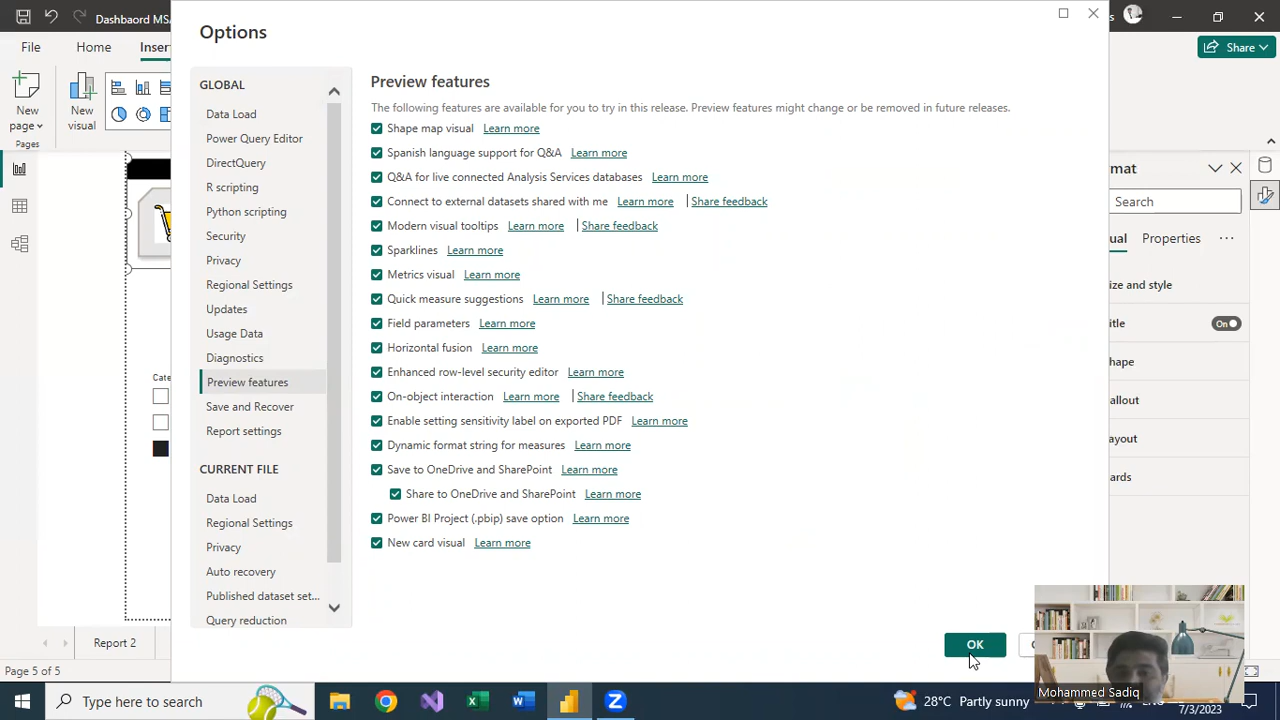 Dashbaord MSA
Options
File
Home
Inser
Share
New
page
New
visual
Pages
GLOBAL
Data Load
Power Query Editor
DirectQuery
R scripting
Python scripting
Security
Privacy
Regional Settings
Updates
Usage Data
Diagnostics
Preview features
Save and Recover
Report settings
CURRENT FILE
Data Load
Regional Settings
Privacy
Auto recovery
Published dataset set...
Query reduction
Preview features
The following features are available for you to try in this release. Preview features might change or be removed in future releases.
Shape map visual Learn more
Spanish language support for Q&A Learn more
Q&A for live connected Analysis Services databases Learn more
Connect to external datasets shared with me Learn more | Share feedback
Modern visual tooltips Learn more | Share feedback
Sparklines Learn more
Metrics visual Learn more
Quick measure suggestions Learn more | Share feedback
Field parameters Learn more
Horizontal fusion Learn more
Enhanced row-level security editor Learn more
On-object interaction Learn more | Share feedback
Enable setting sensitivity label on exported PDF Learn more
Dynamic format string for measures Learn more
Save to OneDrive and SharePoint Learn more
Share to OneDrive and SharePoint Learn more
Power BI Project (.pbip) save option Learn more
New card visual Learn more
OK
ormat
Search
ual Properties ...
ize and style
itle On
hape
allout
ayout
ards
Cate
Report 2
Page 5 of 5
Mohammed Sadiq
Type here to search
28°C Partly sunny
7/3/2023